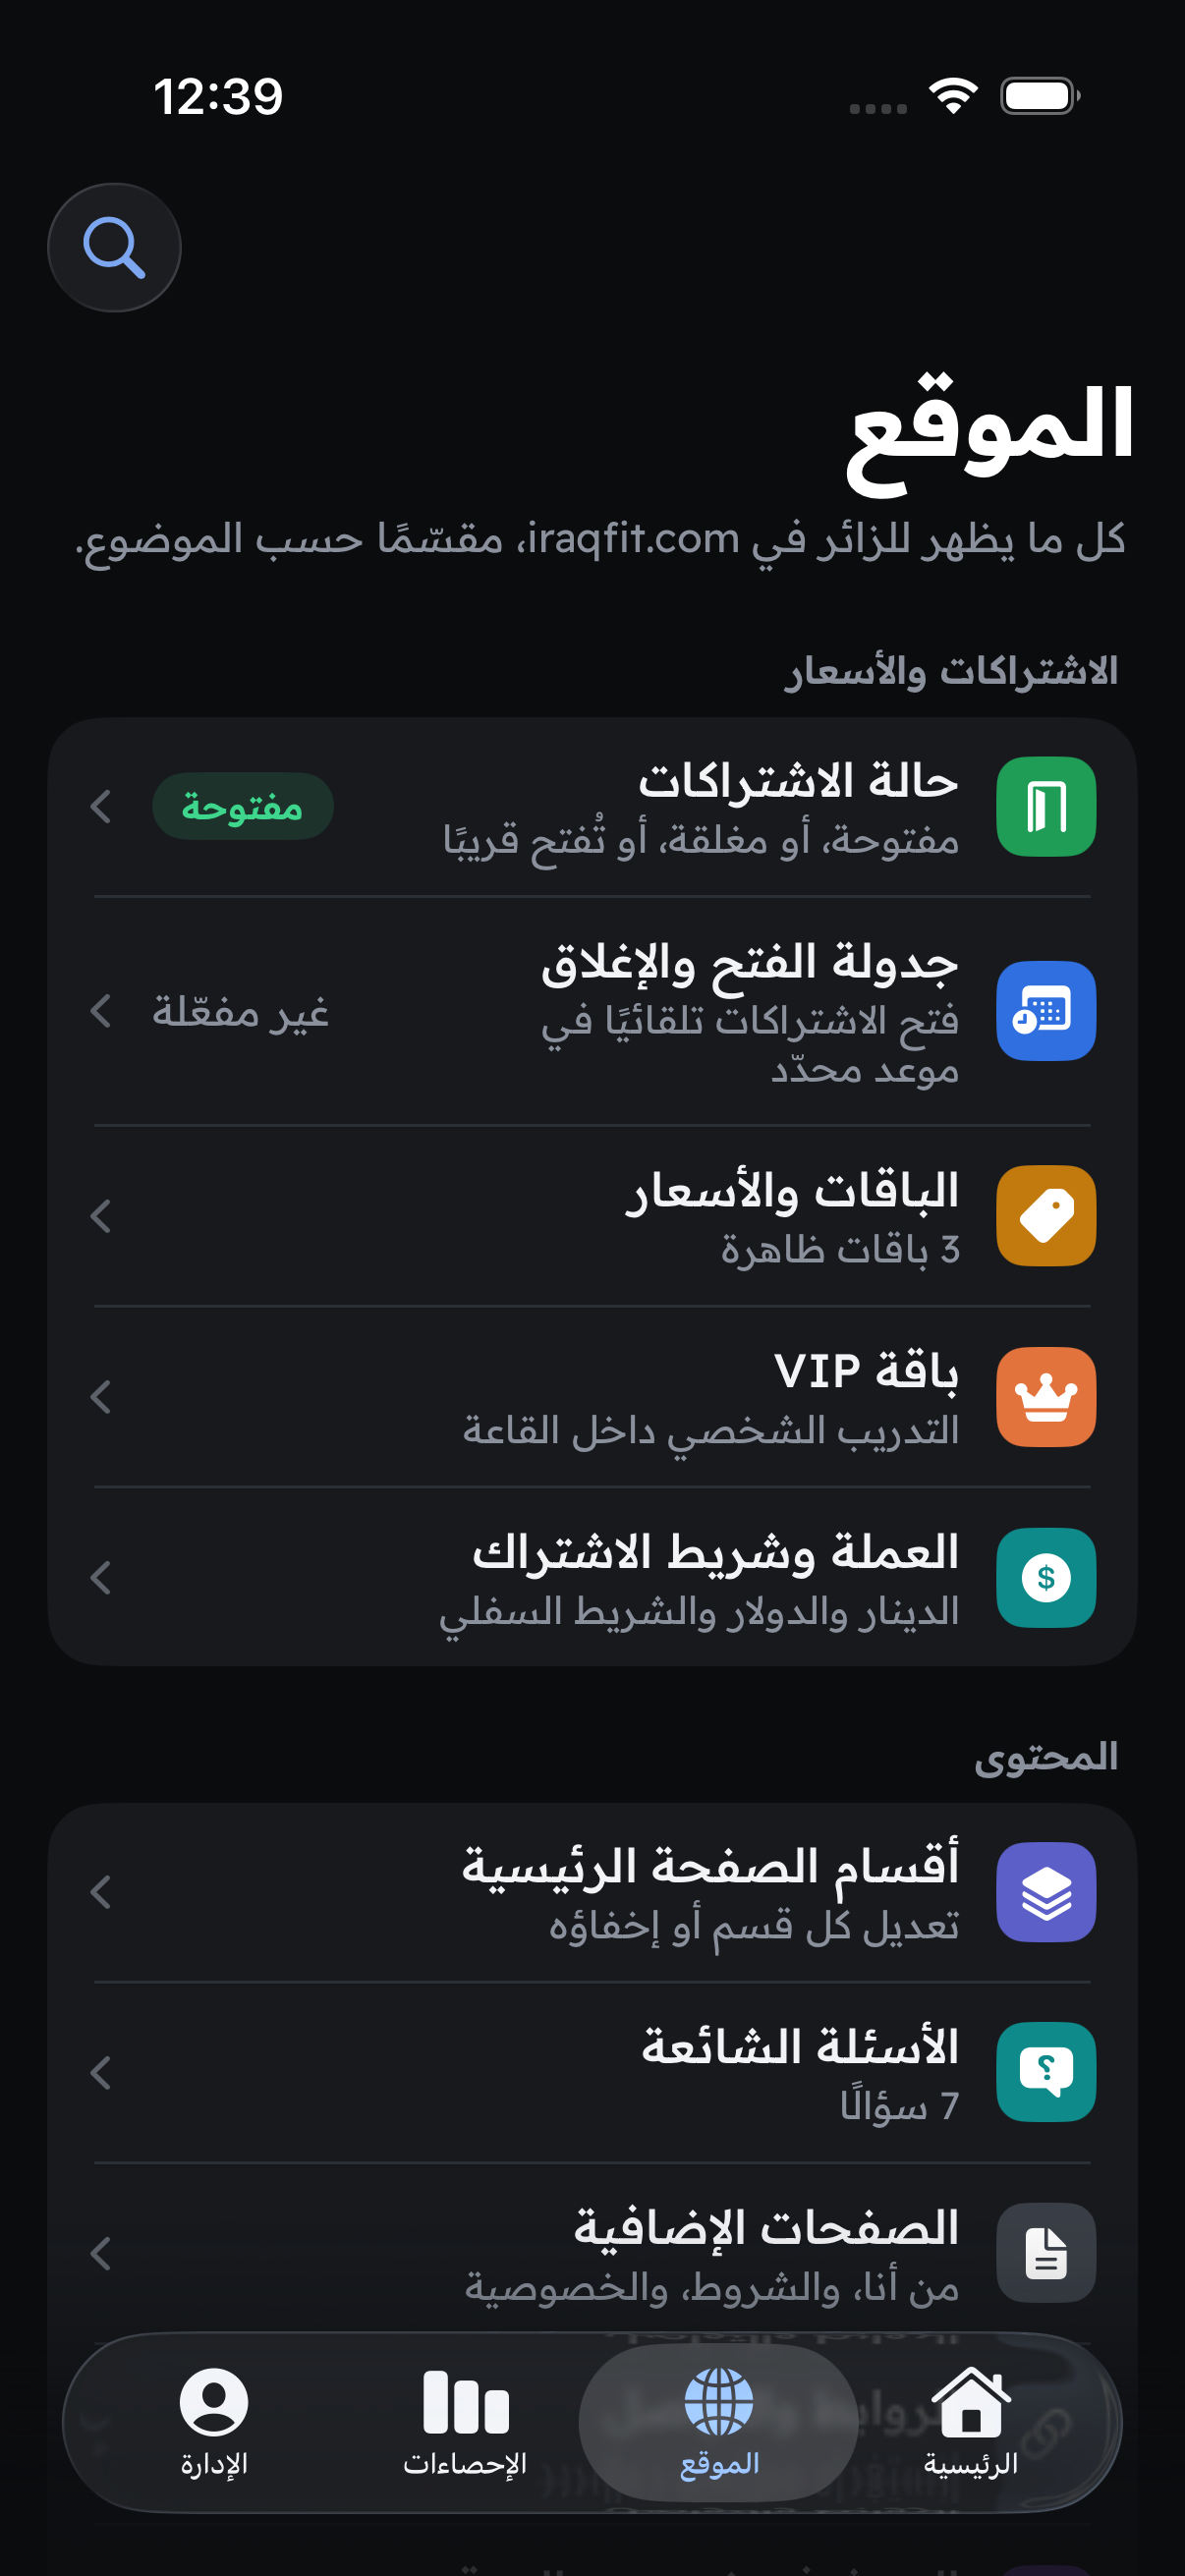 12:39
الموقع
كل ما يظهر للزائر في iraqfit.com، مقسّمًا حسب الموضوع.
الاشتراكات والأسعار
حالة الاشتراكات
مفتوحة، أو مغلقة، أو تُفتح قريبًا
مفتوحة
جدولة الفتح والإغلاق
فتح الاشتراكات تلقائيًا في
موعد محدّد
غير مفعّلة
الباقات والأسعار
3 باقات ظاهرة
باقة VIP
التدريب الشخصي داخل القاعة
العملة وشريط الاشتراك
الدينار والدولار والشريط السفلي
المحتوى
أقسام الصفحة الرئيسية
تعديل كل قسم أو إخفاؤه
الأسئلة الشائعة
7 سؤالًا
الصفحات الإضافية
من أنا، والشروط، والخصوصية
الرئيسية
الموقع
الإحصاءات
الإدارة